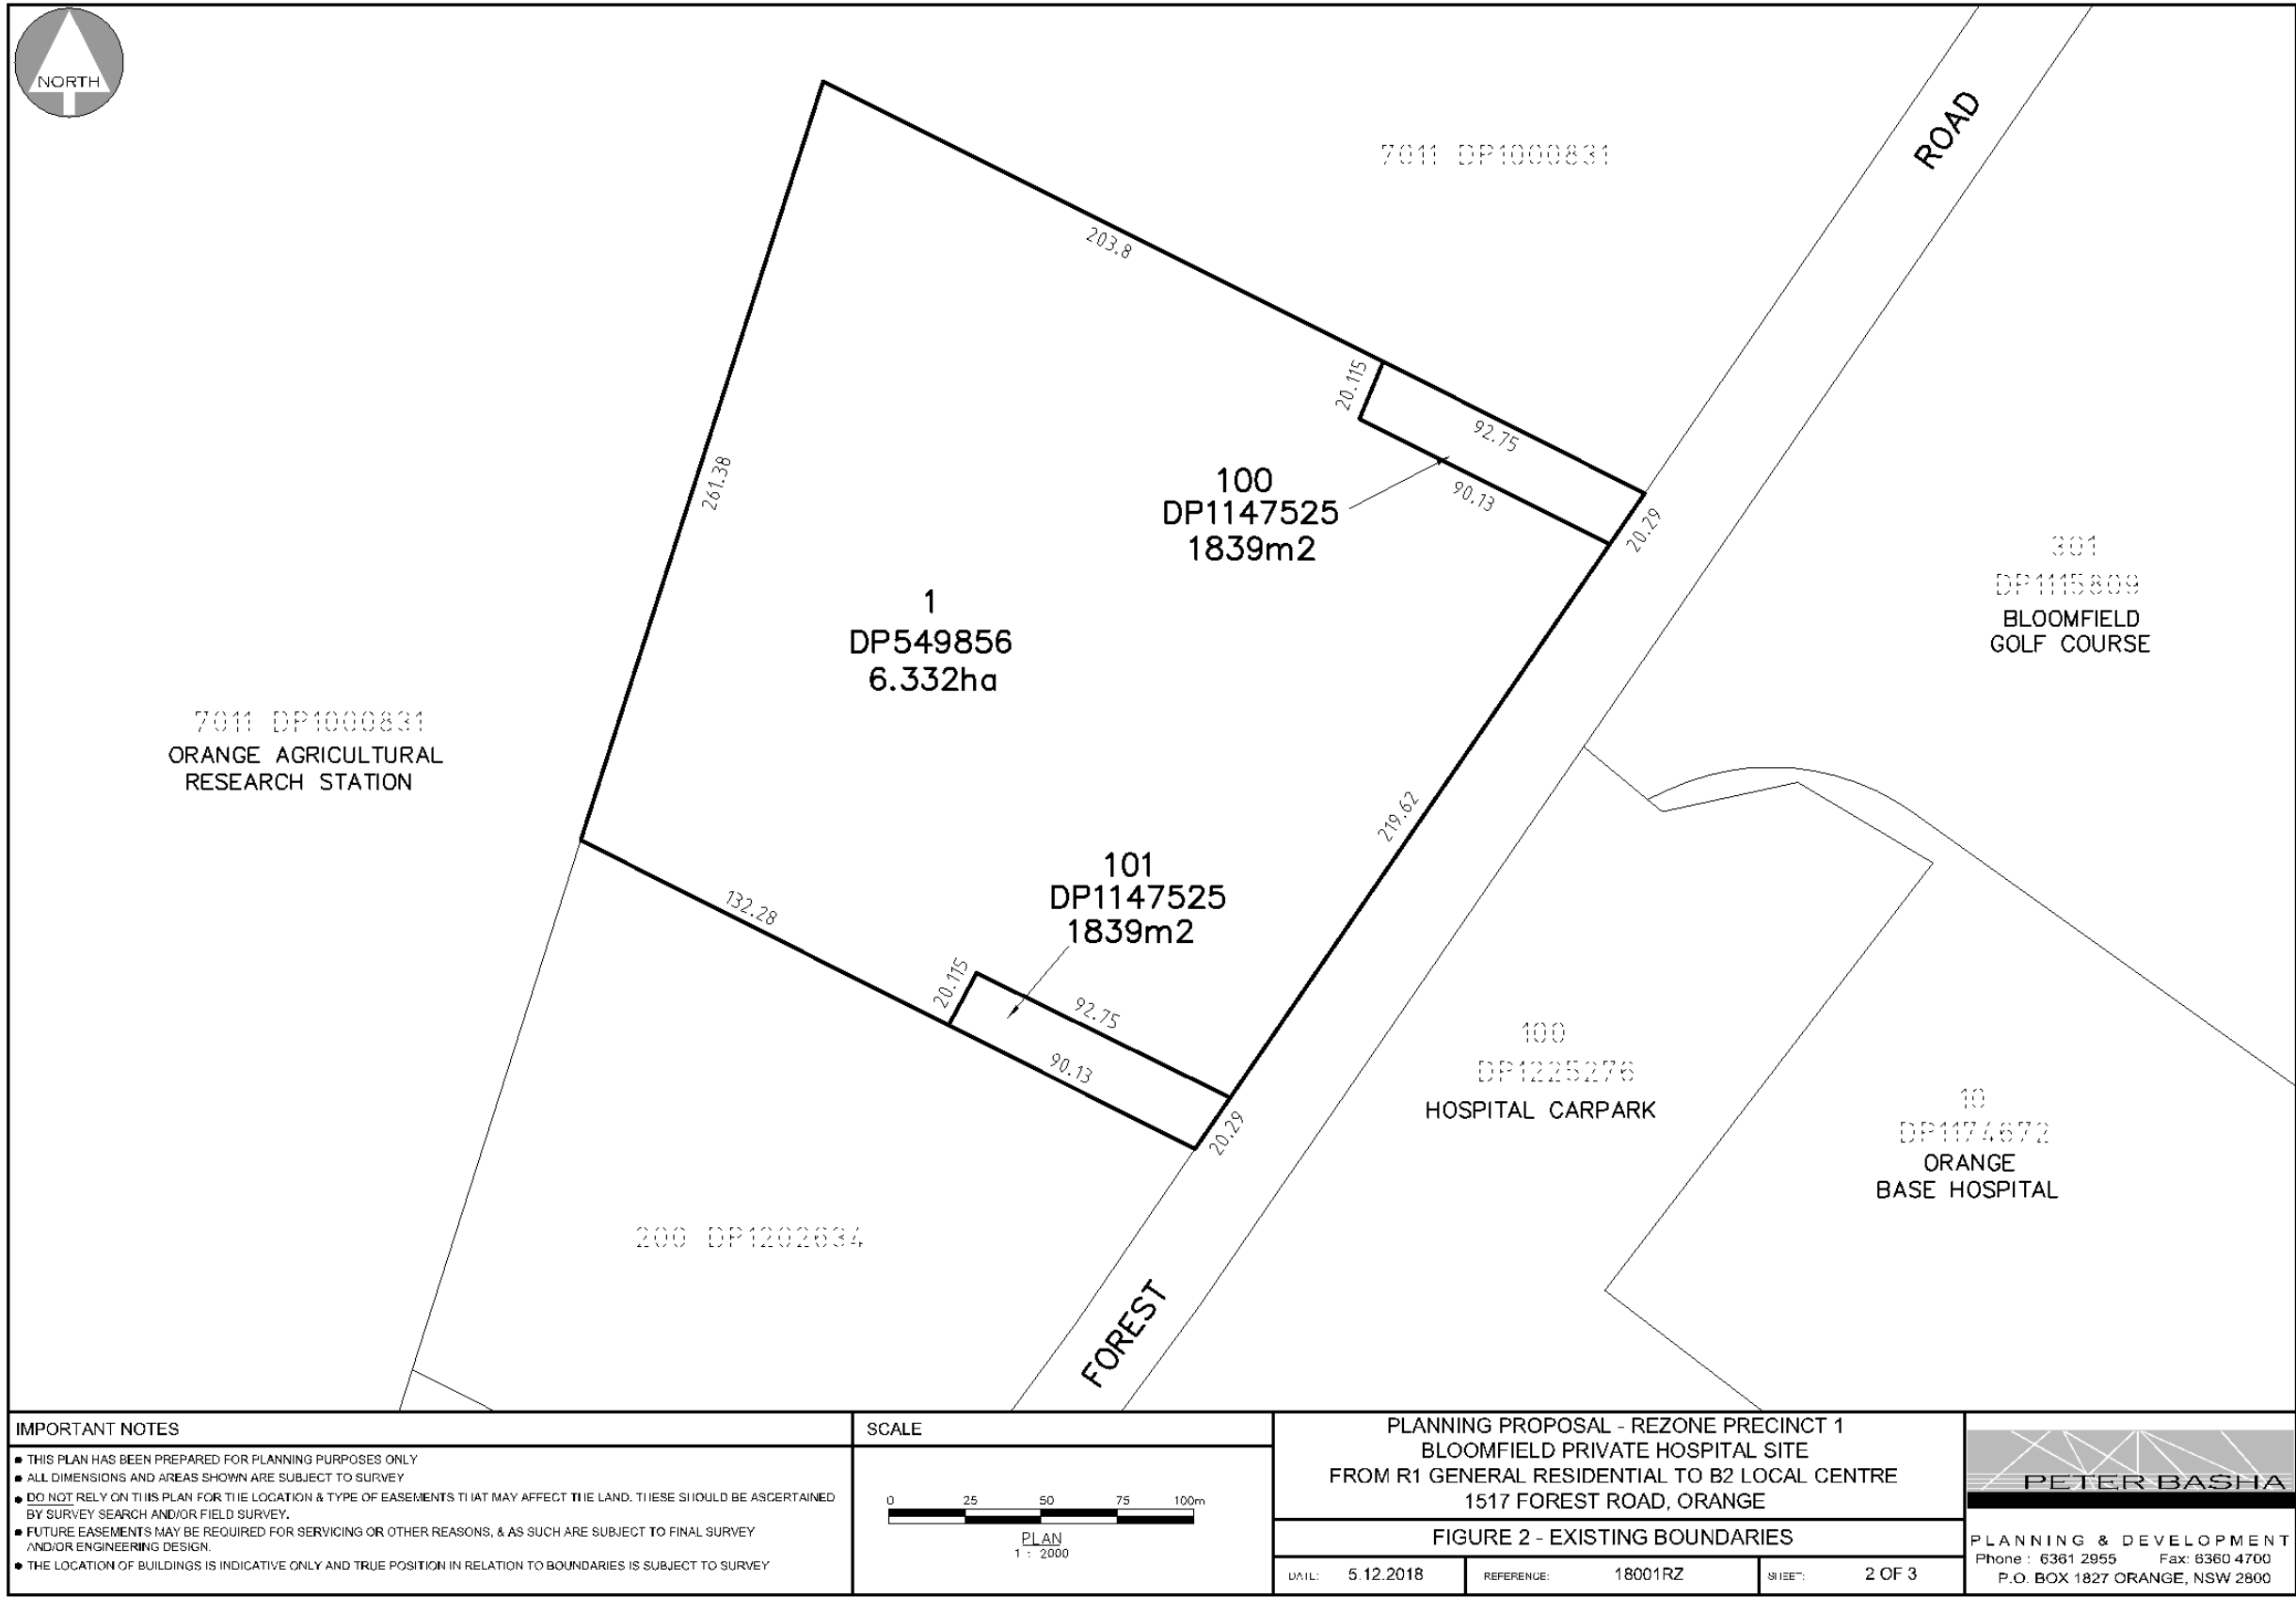 NORTH
ROAD
7011 DP1000831
203.8
20.115
92.75
261.38
100
DP1147525
1839m2
90.13
20.29
301
DP1115809
BLOOMFIELD
GOLF COURSE
1
DP549856
6.332ha
7011 DP1000831
ORANGE AGRICULTURAL
RESEARCH STATION
219.62
101
DP1147525
1839m2
132.28
20.115
92.75
90.13
20.29
100
DP1225276
HOSPITAL CARPARK
10
DP1174672
ORANGE
BASE HOSPITAL
200 DP1202634
FOREST
IMPORTANT NOTES
THIS PLAN HAS BEEN PREPARED FOR PLANNING PURPOSES ONLY
ALL DIMENSIONS AND AREAS SHOWN ARE SUBJECT TO SURVEY
DO NOT RELY ON THIS PLAN FOR THE LOCATION & TYPE OF EASEMENTS THAT MAY AFFECT THE LAND. THESE SHOULD BE ASCERTAINED
BY SURVEY SEARCH AND/OR FIELD SURVEY.
FUTURE EASEMENTS MAY BE REQUIRED FOR SERVICING OR OTHER REASONS, & AS SUCH ARE SUBJECT TO FINAL SURVEY
AND/OR ENGINEERING DESIGN.
THE LOCATION OF BUILDINGS IS INDICATIVE ONLY AND TRUE POSITION IN RELATION TO BOUNDARIES IS SUBJECT TO SURVEY
SCALE
0 25 50 75 100m
PLAN
1 : 2000
PLANNING PROPOSAL - REZONE PRECINCT 1
BLOOMFIELD PRIVATE HOSPITAL SITE
FROM R1 GENERAL RESIDENTIAL TO B2 LOCAL CENTRE
1517 FOREST ROAD, ORANGE
FIGURE 2 - EXISTING BOUNDARIES
DATE: 5.12.2018 REFERENCE: 18001RZ SHEET: 2 OF 3
PETER BASHA
PLANNING & DEVELOPMENT
Phone : 6361 2955 Fax: 6360 4700
P.O. BOX 1827 ORANGE, NSW 2800